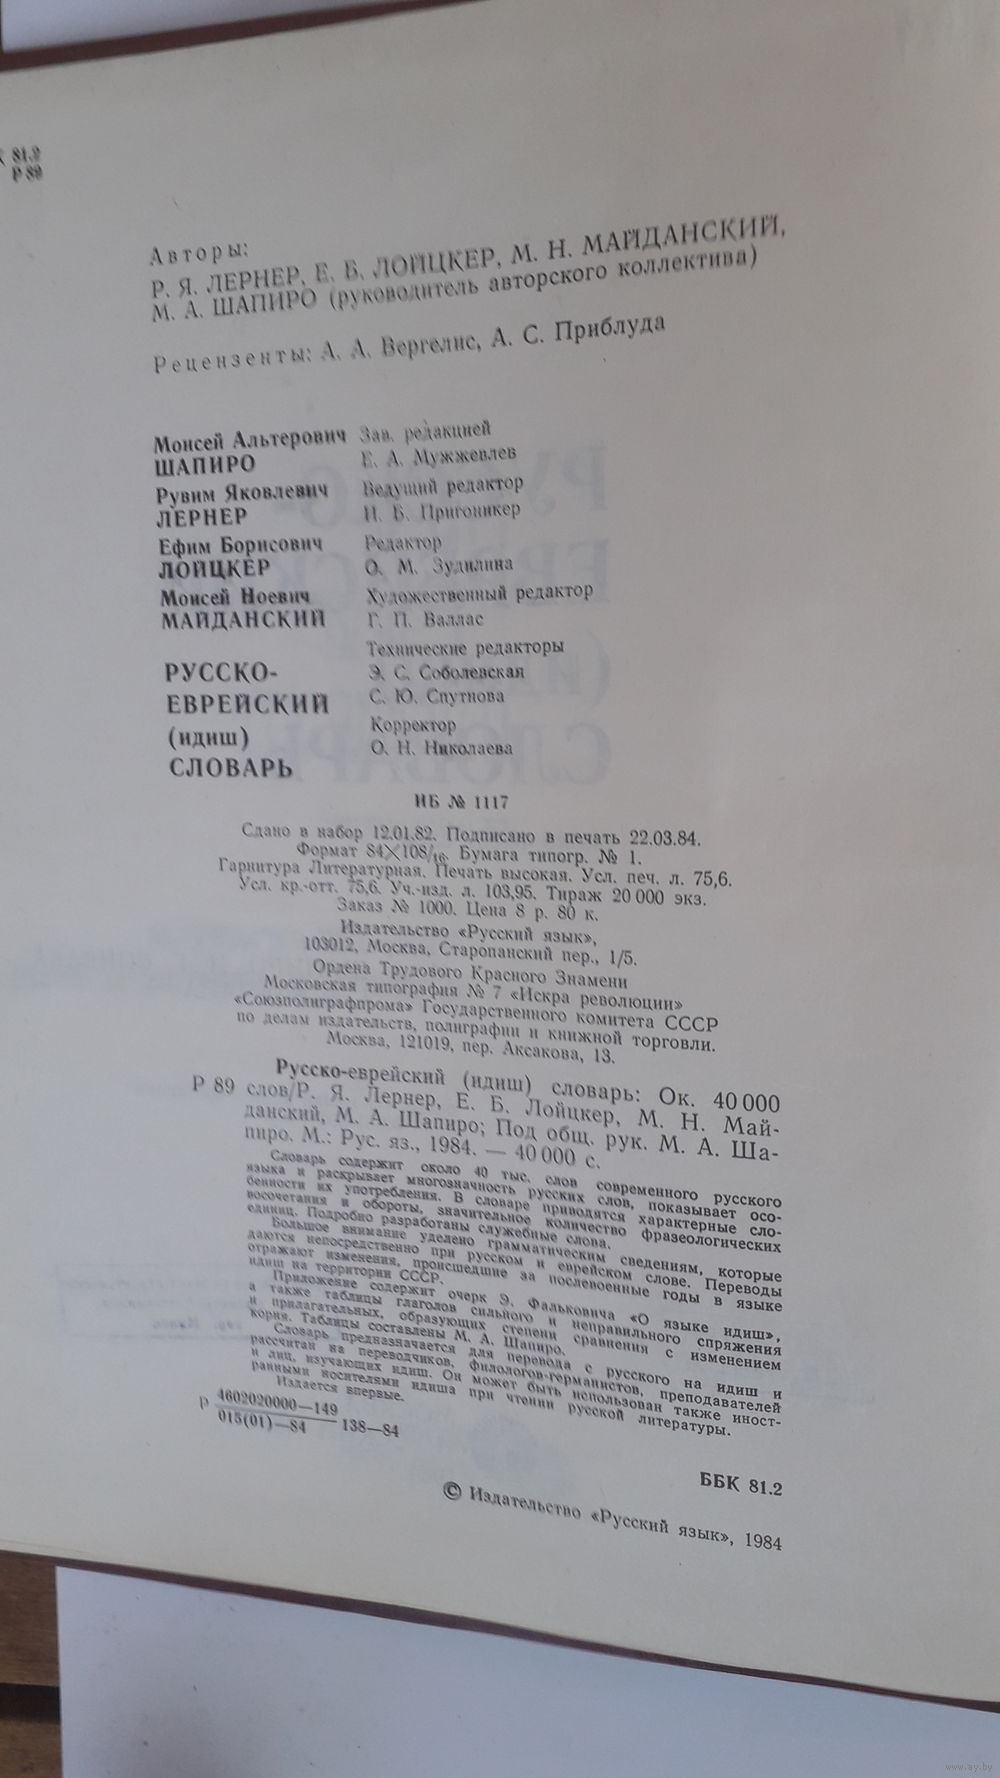 К 81.2
Р 89
Авторы:
Р. Я. ЛЕРНЕР, Е. Б. ЛОЙЦКЕР, М. Н. МАЙДАНСКИЙ,
М. А. ШАПИРО (руководитель авторского коллектива)
Рецензенты: А. А. Вергелис, А. С. Приблуда
Моисей Альтерович
ШАПИРО
Рувим Яковлевич
ЛЕРНЕР
Ефим Борисович
ЛОЙЦКЕР
Моисей Ноевич
МАЙДАНСКИЙ
РУССКО-
ЕВРЕЙСКИЙ
(идиш)
СЛОВАРЬ
Зав. редакцией
Е. А. Мужжевлев
Ведущий редактор
И. Б. Пригоникер
Редактор
О. М. Зудилина
Художественный редактор
Г. П. Валлас
Технические редакторы
Э. С. Соболевская
С. Ю. Спутнова
Корректор
О. Н. Николаева
ИБ № 1117
Сдано в набор 12.01.82. Подписано в печать 22.03.84.
Формат 84×108/16. Бумага типогр. № 1.
Гарнитура Литературная. Печать высокая. Усл. печ. л. 75,6.
Усл. кр.-отт. 75,6. Уч.-изд. л. 103,95. Тираж 20 000 экз.
Заказ № 1000. Цена 8 р. 80 к.
Издательство «Русский язык»,
103012, Москва, Старопанский пер., 1/5.
Ордена Трудового Красного Знамени
Московская типография № 7 «Искра революции»
«Союзполиграфпрома» Государственного комитета СССР
по делам издательств, полиграфии и книжной торговли.
Москва, 121019, пер. Аксакова, 13.
Русско-еврейский (идиш) словарь: Ок. 40 000
Р 89 слов/Р. Я. Лернер, Е. Б. Лойцкер, М. Н. Май-
данский, М. А. Шапиро; Под общ. рук. М. А. Ша-
пиро. М.: Рус. яз., 1984. — 40 000 с.
Словарь содержит около 40 тыс. слов современного русского
языка и раскрывает многозначность русских слов, показывает осо-
бенности их употребления. В словаре приводятся характерные сло-
восочетания и обороты, значительное количество фразеологических
единиц. Подробно разработаны служебные слова.
Большое внимание уделено грамматическим сведениям, которые
даются непосредственно при русском и еврейском слове. Переводы
отражают изменения, происшедшие за послевоенные годы в языке
идиш на территории СССР.
Приложение содержит очерк Э. Фальковича «О языке идиш»,
а также таблицы глаголов сильного и неправильного спряжения
и прилагательных, образующих степени сравнения с изменением
корня. Таблицы составлены М. А. Шапиро.
Словарь предназначается для перевода с русского на идиш и
рассчитан на переводчиков, филологов-германистов, преподавателей
и лиц, изучающих идиш. Он может быть использован также иност-
ранными носителями идиша при чтении русской литературы.
Издается впервые.
Р 4602020000—149
015(01)—84 138—84
ББК 81.2
© Издательство «Русский язык», 1984
www.ay.by